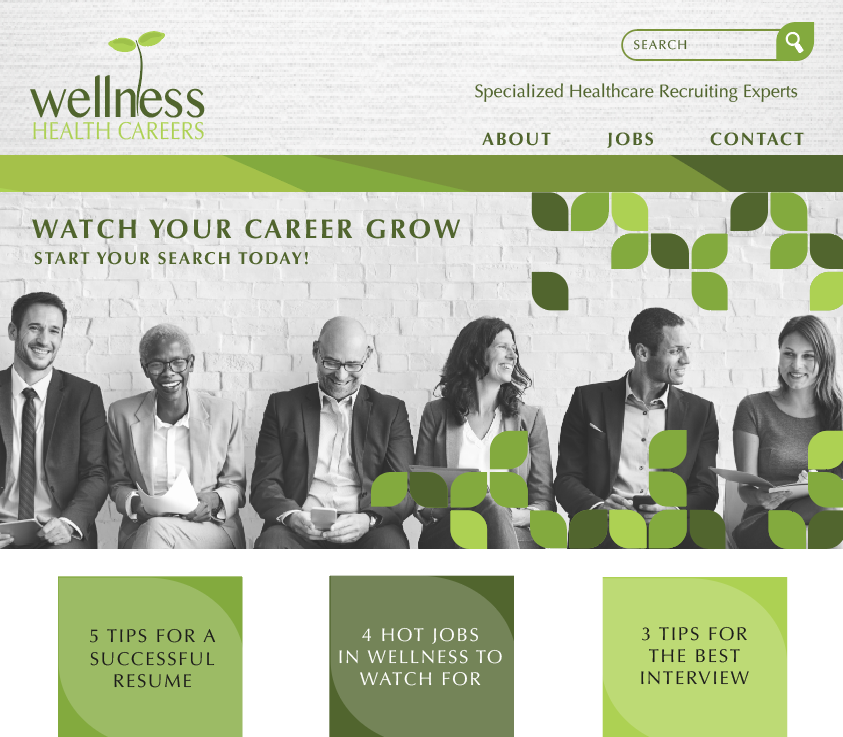 wellness
HEALTH CAREERS
SEARCH
Specialized Healthcare Recruiting Experts
ABOUT JOBS CONTACT
WATCH YOUR CAREER GROW
START YOUR SEARCH TODAY!
5 TIPS FOR A
SUCCESSFUL
RESUME
4 HOT JOBS
IN WELLNESS TO
WATCH FOR
3 TIPS FOR
THE BEST
INTERVIEW